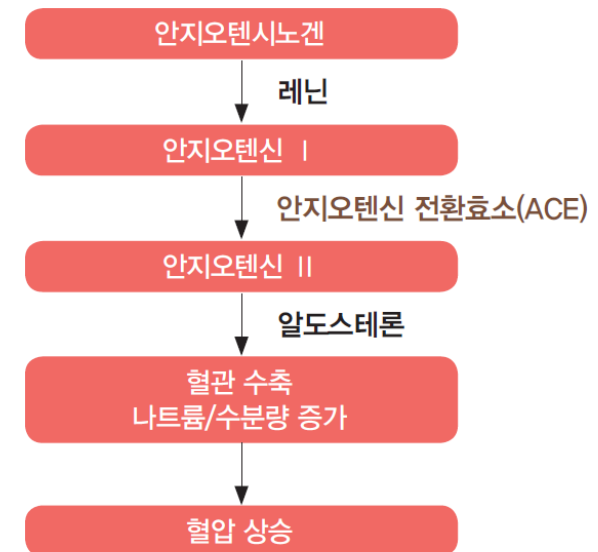 안지오텐시노겐
레닌
안지오텐신 Ⅰ
안지오텐신 전환효소(ACE)
안지오텐신 Ⅱ
알도스테론
혈관 수축
나트륨/수분량 증가
혈압 상승